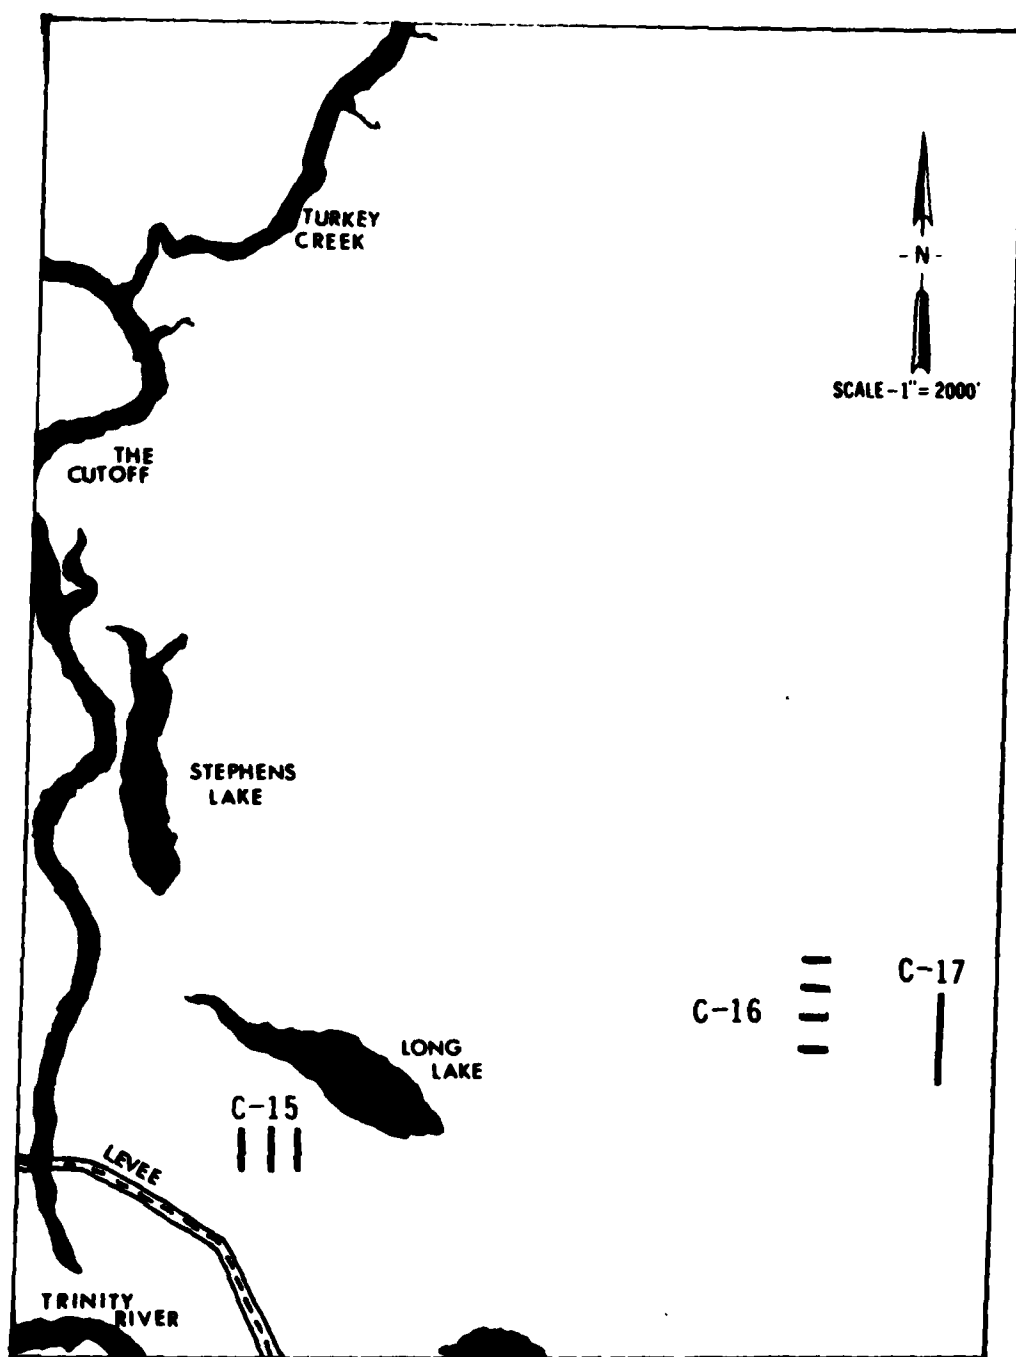 TURKEY
CREEK
- N -
SCALE-1"= 2000'
THE
CUTOFF
STEPHENS
LAKE
C-17
C-16
LONG
LAKE
C-15
LEVEE
TRINITY
RIVER